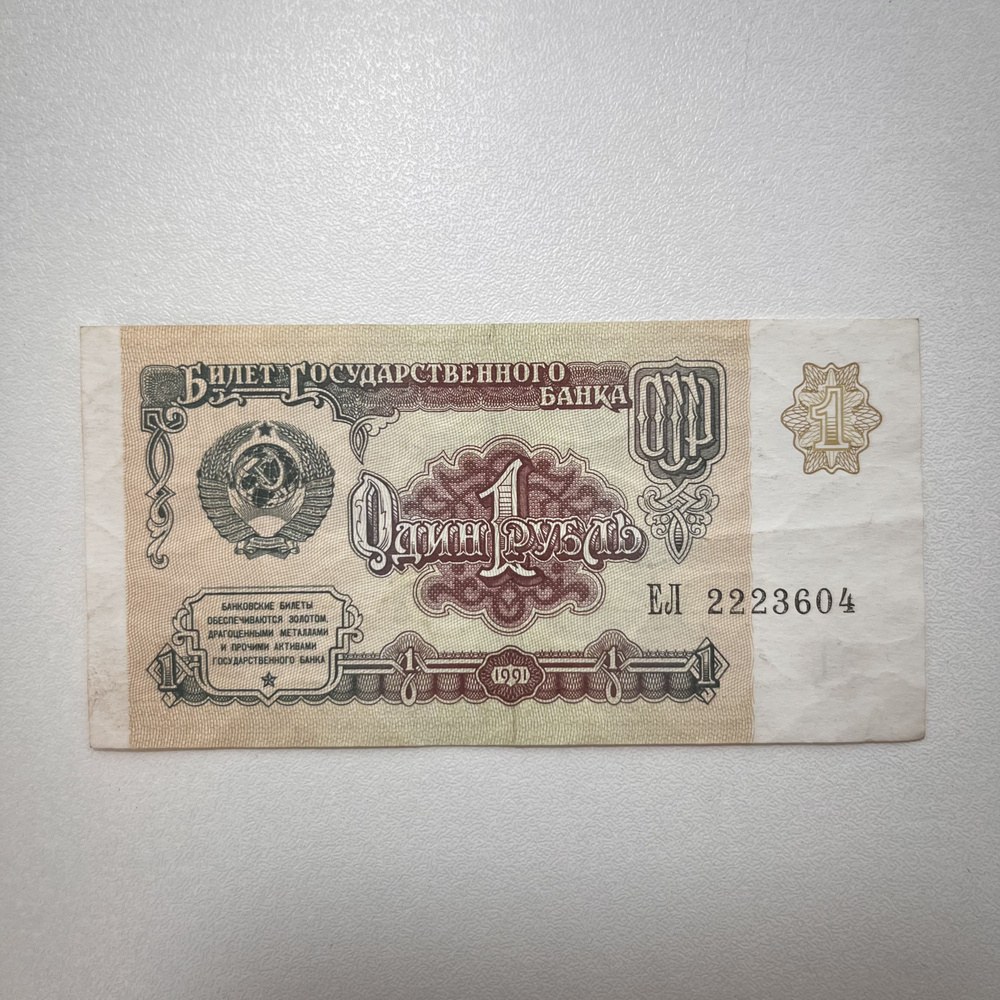 Билет Государственного
Банка
СССР
1
1
Один Рубль
ЕЛ 2223604
БАНКОВСКИЕ БИЛЕТЫ
ОБЕСПЕЧИВАЮТСЯ ЗОЛОТОМ,
ДРАГОЦЕННЫМИ МЕТАЛЛАМИ
И ПРОЧИМИ АКТИВАМИ
ГОСУДАРСТВЕННОГО БАНКА
1
1
1991
1
1